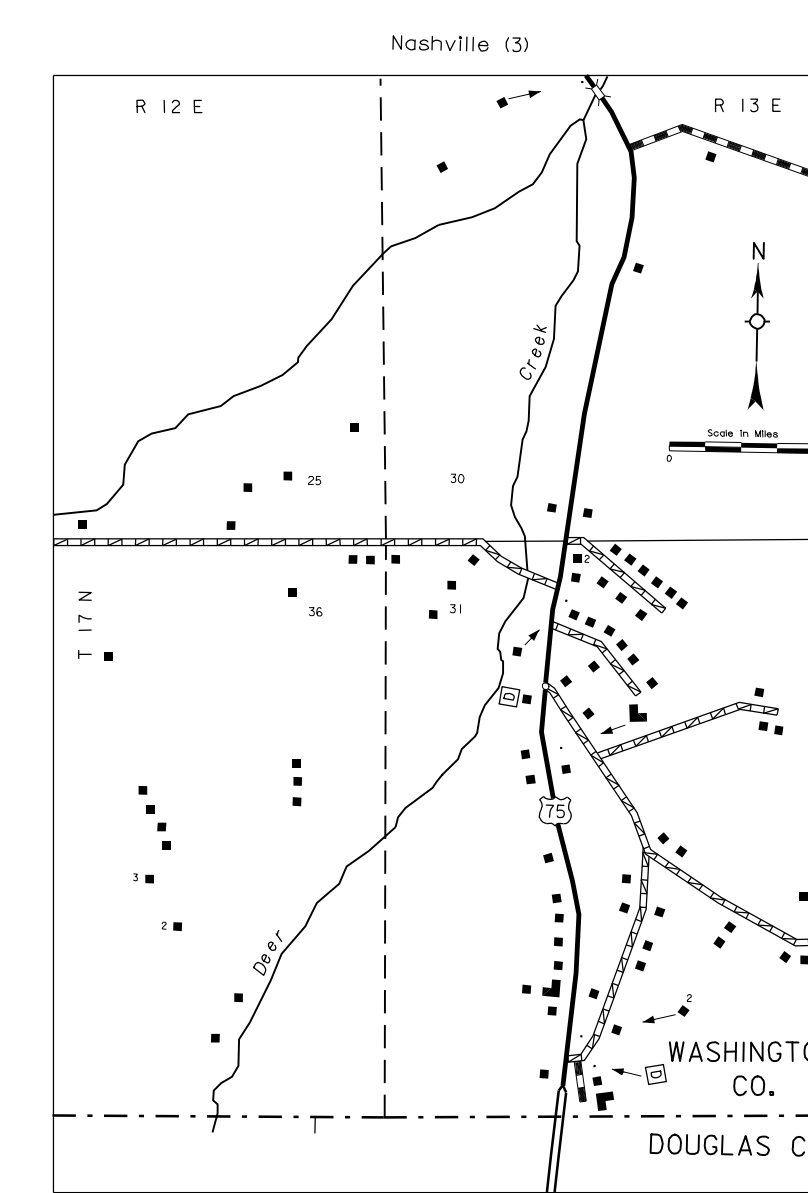 Nashville (3)
R 12 E
R 13 E
N
Creek
Scale in Miles
0
25
30
2
36
31
T 17 N
D
75
3
2
Deer
2
WASHINGTO
CO.
D
DOUGLAS C